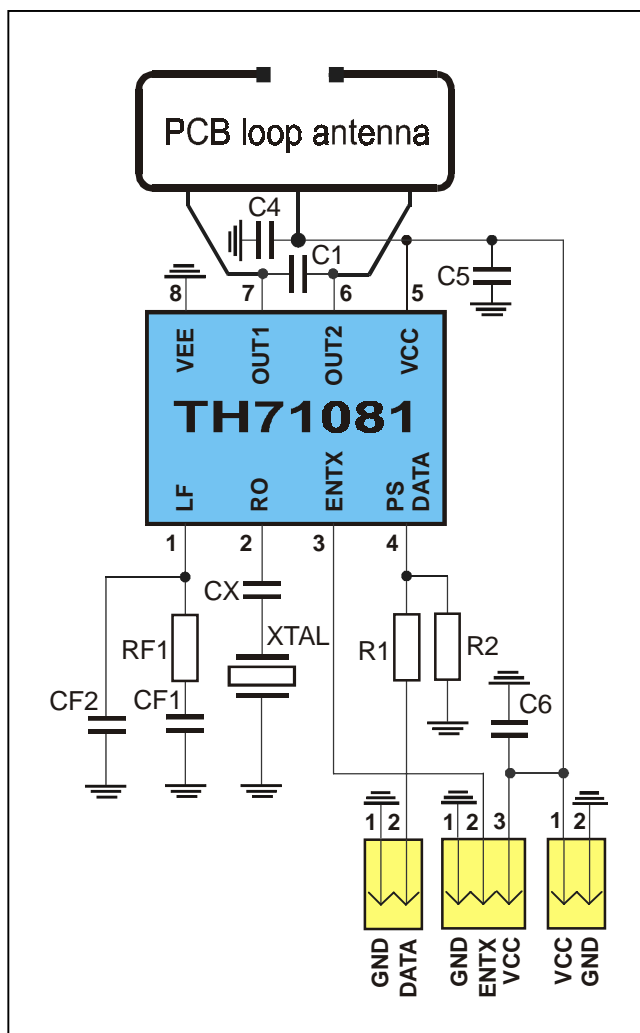 PCB loop antenna
C4
C1
C5
8
7
6
5
VEE
OUT1
OUT2
VCC
TH71081
LF
RO
ENTX
PS
DATA
1
2
3
4
CX
XTAL
RF1
R1
R2
CF2
CF1
C6
1
2
1
2
3
1
2
GND
DATA
GND
ENTX
VCC
VCC
GND